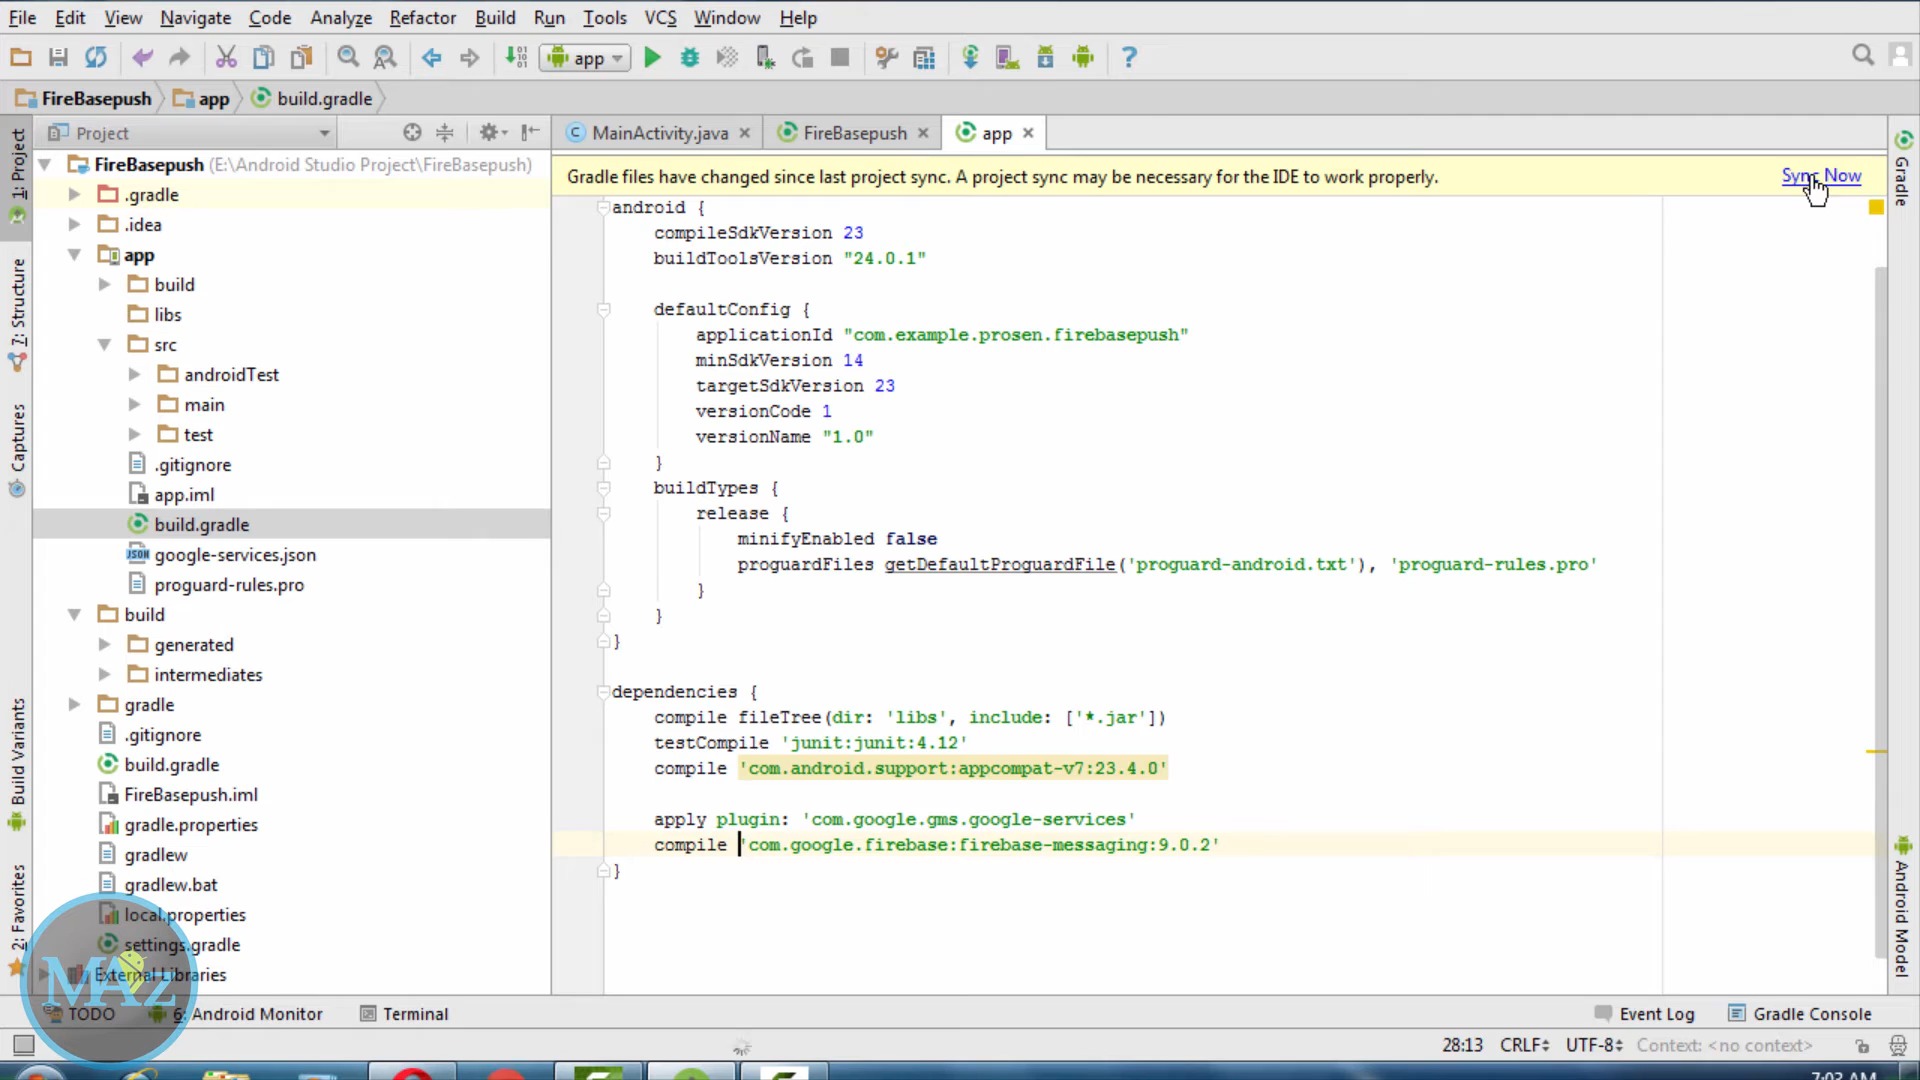 File Edit View Navigate Code Analyze Refactor Build Run Tools VCS Window Help
app
FireBasepush app build.gradle
Project
MainActivity.java FireBasepush app
Gradle files have changed since last project sync. A project sync may be necessary for the IDE to work properly. Sync Now
1: Project
7: Structure
Captures
Build Variants
2: Favorites
FireBasepush (E:\Android Studio Project\FireBasepush)
.gradle
.idea
app
build
libs
src
androidTest
main
test
.gitignore
app.iml
build.gradle
google-services.json
proguard-rules.pro
build
generated
intermediates
gradle
.gitignore
build.gradle
FireBasepush.iml
gradle.properties
gradlew
gradlew.bat
local.properties
settings.gradle
External Libraries
MAz
android {
compileSdkVersion 23
buildToolsVersion "24.0.1"
defaultConfig {
applicationId "com.example.prosen.firebasepush"
minSdkVersion 14
targetSdkVersion 23
versionCode 1
versionName "1.0"
}
buildTypes {
release {
minifyEnabled false
proguardFiles getDefaultProguardFile('proguard-android.txt'), 'proguard-rules.pro'
}
}
}
dependencies {
compile fileTree(dir: 'libs', include: ['*.jar'])
testCompile 'junit:junit:4.12'
compile 'com.android.support:appcompat-v7:23.4.0'
apply plugin: 'com.google.gms.google-services'
compile 'com.google.firebase:firebase-messaging:9.0.2'
}
Gradle
Android Model
TODO 6: Android Monitor Terminal Event Log Gradle Console
28:13 CRLF UTF-8 Context: <no context>
7:03 AM